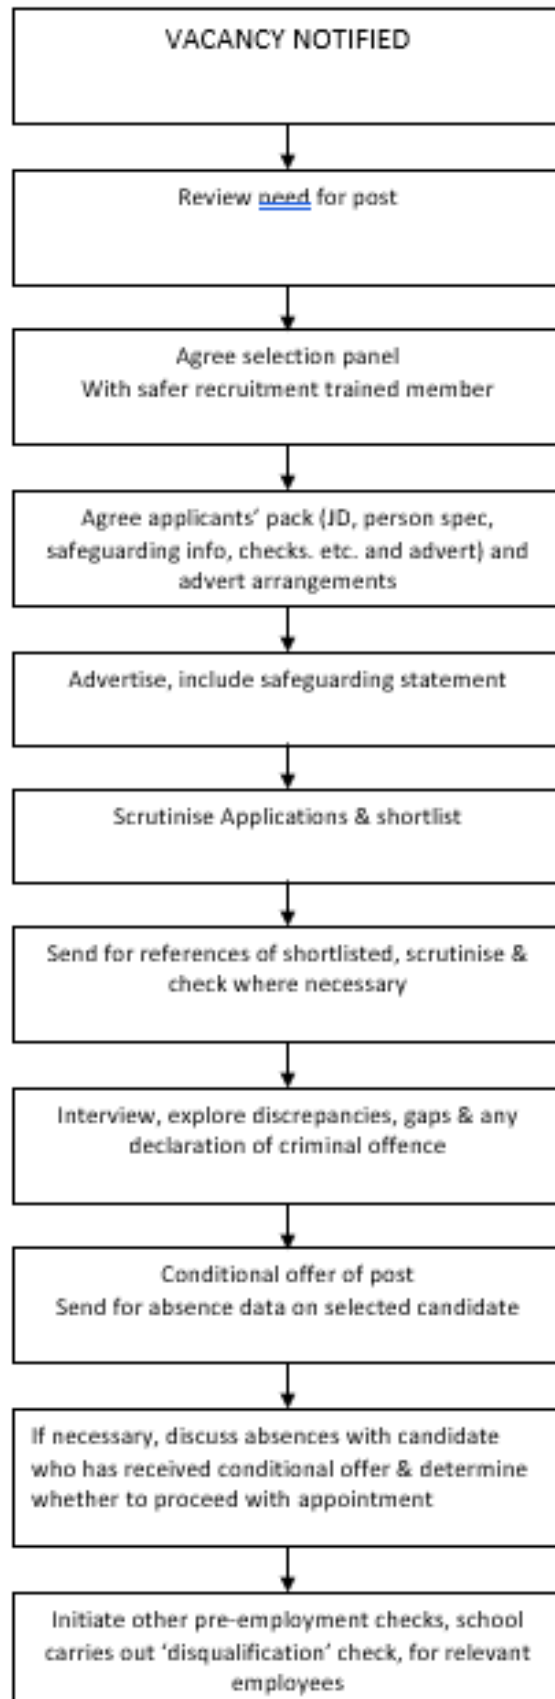 VACANCY NOTIFIED
Review need for post
Agree selection panel
With safer recruitment trained member
Agree applicants' pack (JD, person spec,
safeguarding info, checks. etc. and advert) and
advert arrangements
Advertise, include safeguarding statement
Scrutinise Applications & shortlist
Send for references of shortlisted, scrutinise &
check where necessary
Interview, explore discrepancies, gaps & any
declaration of criminal offence
Conditional offer of post
Send for absence data on selected candidate
If necessary, discuss absences with candidate
who has received conditional offer & determine
whether to proceed with appointment
Initiate other pre-employment checks, school
carries out ‘disqualification’ check, for relevant
employees